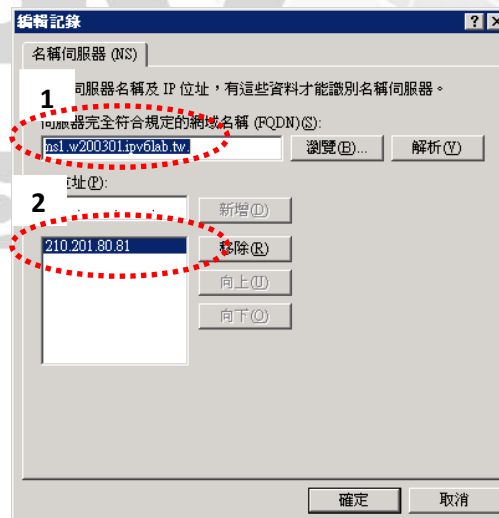 編輯記錄
名稱伺服器 (NS)
1
伺服器名稱及 IP 位址，有這些資料才能識別名稱伺服器。
伺服器完全符合規定的網域名稱 (FQDN)(S):
ns1.w200301.ipv6lab.tw.
瀏覽(B)...
解析(V)
址(P):
2
新增(D)
210.201.80.81
移除(R)
向上(U)
向下(O)
確定
取消